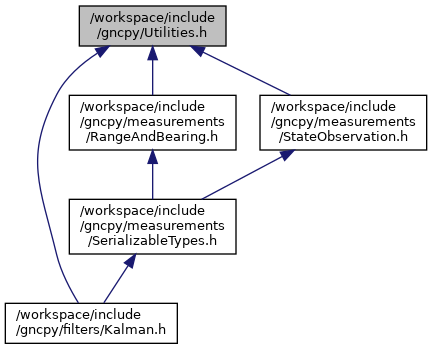 /workspace/include
/gncpy/Utilities.h
/workspace/include
/gncpy/measurements
/RangeAndBearing.h
/workspace/include
/gncpy/measurements
/StateObservation.h
/workspace/include
/gncpy/measurements
/SerializableTypes.h
/workspace/include
/gncpy/filters/Kalman.h